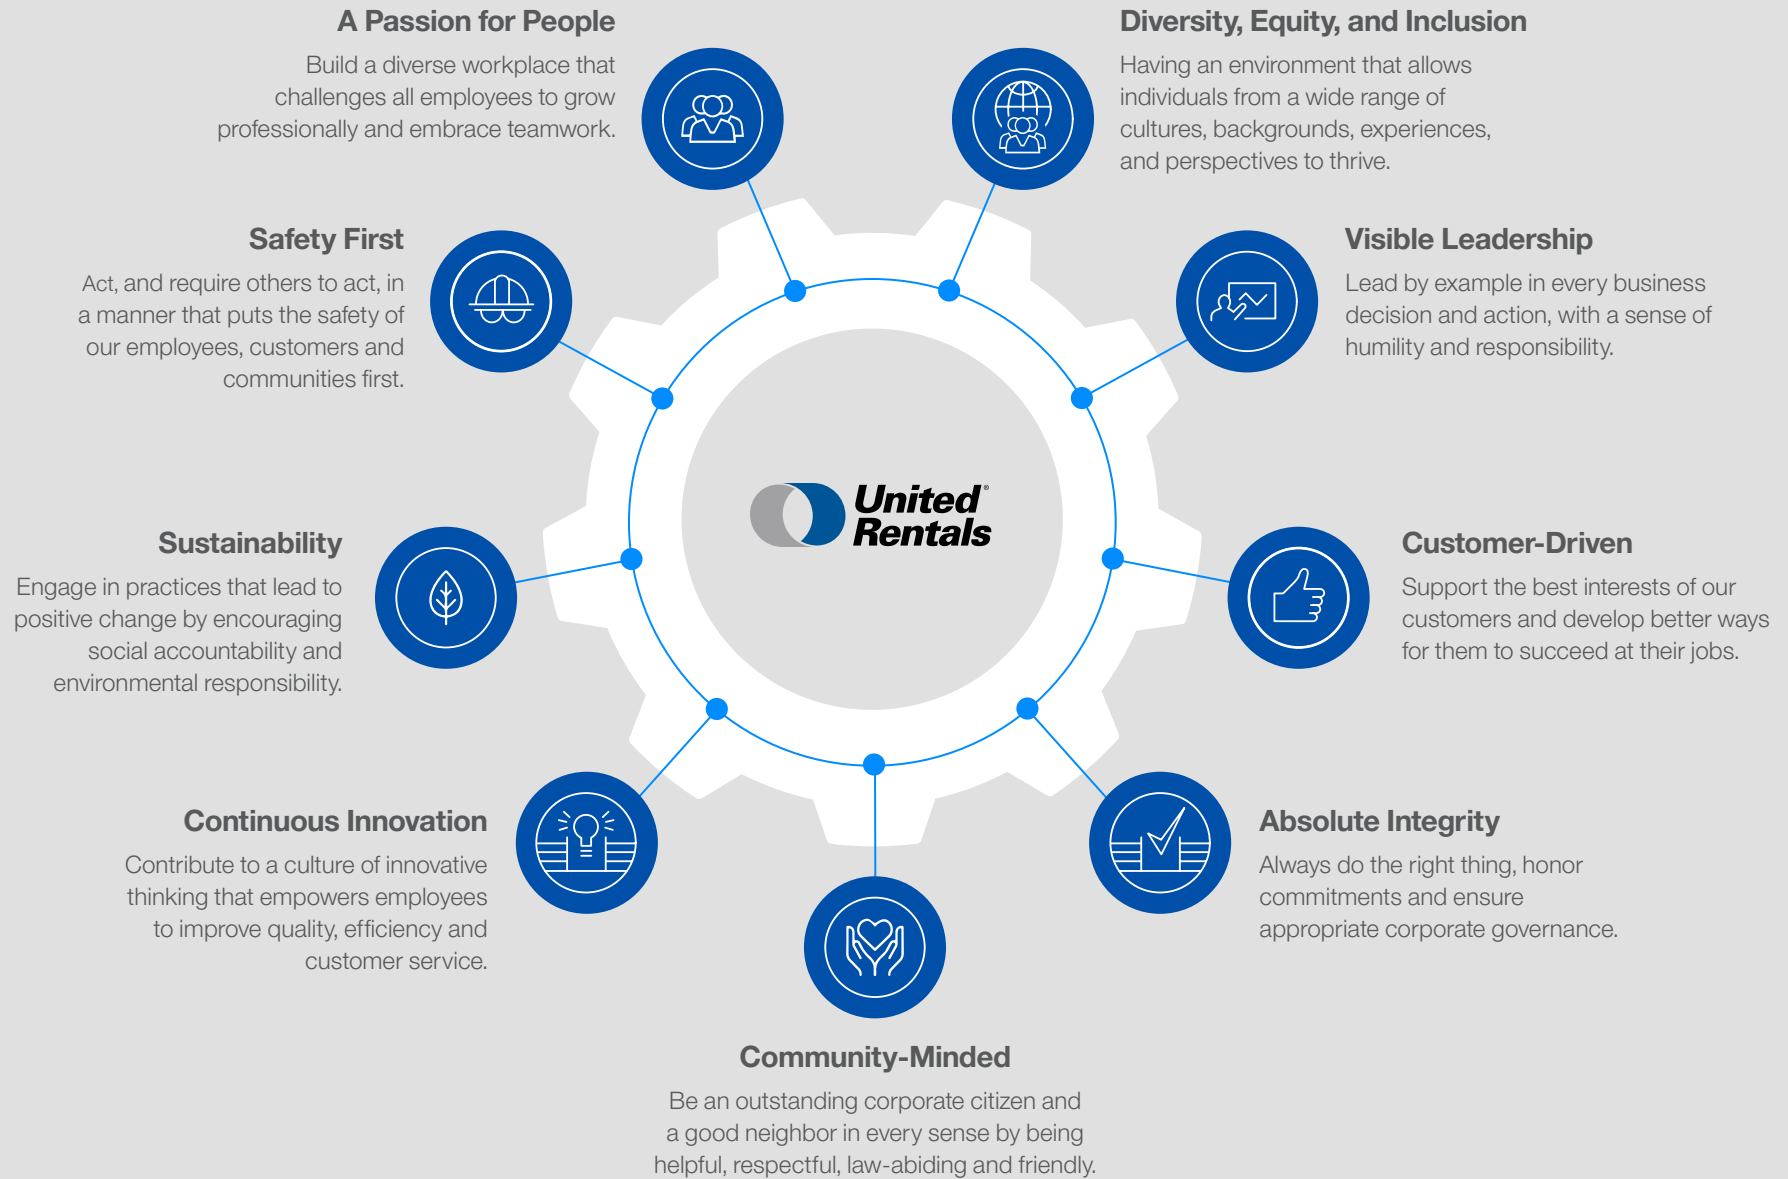 A Passion for People
Build a diverse workplace that
challenges all employees to grow
professionally and embrace teamwork.
Diversity, Equity, and Inclusion
Having an environment that allows
individuals from a wide range of
cultures, backgrounds, experiences,
and perspectives to thrive.
Safety First
Act, and require others to act, in
a manner that puts the safety of
our employees, customers and
communities first.
Visible Leadership
Lead by example in every business
decision and action, with a sense of
humility and responsibility.
United®
Rentals
Sustainability
Engage in practices that lead to
positive change by encouraging
social accountability and
environmental responsibility.
Customer-Driven
Support the best interests of our
customers and develop better ways
for them to succeed at their jobs.
Continuous Innovation
Contribute to a culture of innovative
thinking that empowers employees
to improve quality, efficiency and
customer service.
Absolute Integrity
Always do the right thing, honor
commitments and ensure
appropriate corporate governance.
Community-Minded
Be an outstanding corporate citizen and
a good neighbor in every sense by being
helpful, respectful, law-abiding and friendly.